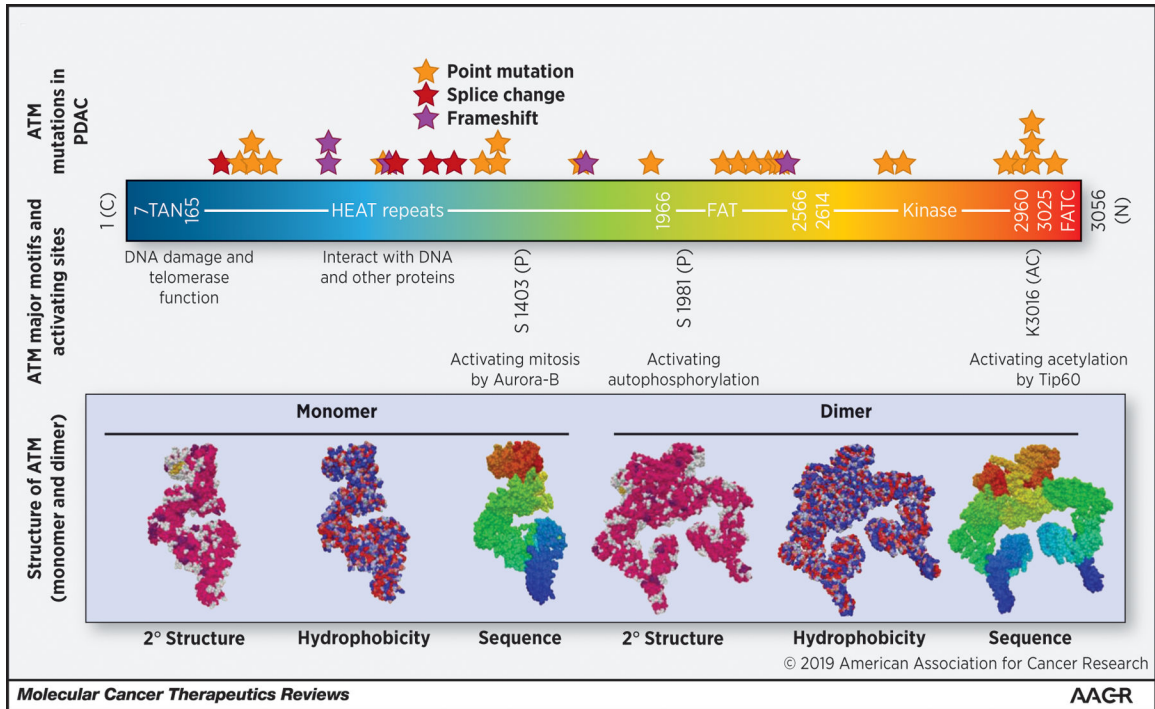 Point mutation
Splice change
Frameshift
ATM
mutations in
PDAC
1 (C)
7
TAN
165
HEAT repeats
1966
FAT
2566
2614
Kinase
2960
3025
FATC
3056
(N)
ATM major motifs and
activating sites
DNA damage and
telomerase
function
Interact with DNA
and other proteins
S 1403 (P)
Activating mitosis
by Aurora-B
S 1981 (P)
Activating
autophosphorylation
K3016 (AC)
Activating acetylation
by Tip60
Structure of ATM
(monomer and dimer)
Monomer
Dimer
2° Structure
Hydrophobicity
Sequence
2° Structure
Hydrophobicity
Sequence
© 2019 American Association for Cancer Research
Molecular Cancer Therapeutics Reviews
AACR